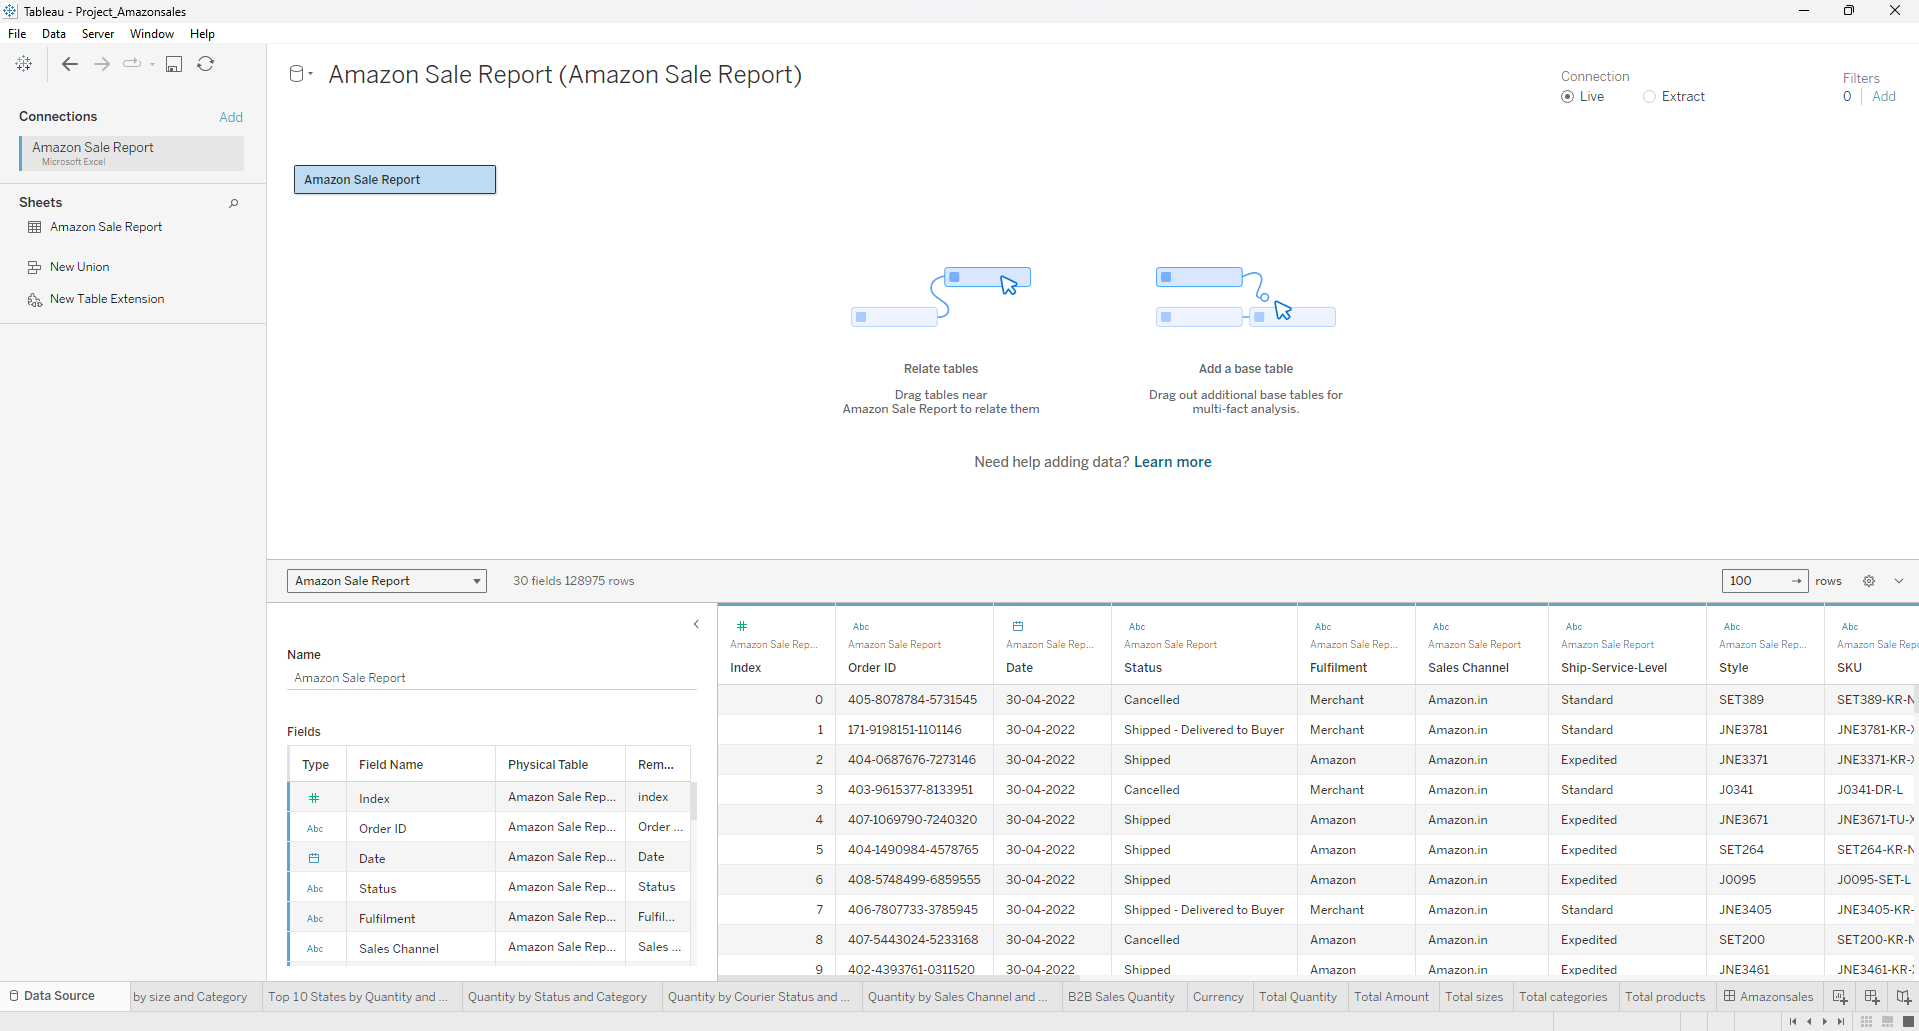 Tableau - Project_Amazonsales
File Data Server Window Help
Connections Add
Amazon Sale Report
Microsoft Excel
Sheets
Amazon Sale Report
New Union
New Table Extension
Amazon Sale Report (Amazon Sale Report)
Connection
Live Extract
Filters
0 Add
Amazon Sale Report
Relate tables
Drag tables near
Amazon Sale Report to relate them
Add a base table
Drag out additional base tables for
multi-fact analysis.
Need help adding data? Learn more
Amazon Sale Report 30 fields 128975 rows 100 rows
Name
Amazon Sale Report
Fields
Type Field Name Physical Table Rem...
Index Amazon Sale Rep... index
Abc Order ID Amazon Sale Rep... Order ...
Date Amazon Sale Rep... Date
Abc Status Amazon Sale Rep... Status
Abc Fulfilment Amazon Sale Rep... Fulfil...
Abc Sales Channel Amazon Sale Rep... Sales ...
Abc Abc Abc Abc Abc Abc Abc
Amazon Sale Rep... Amazon Sale Report Amazon Sale Rep... Amazon Sale Report Amazon Sale Rep... Amazon Sale Report Amazon Sale Report Amazon Sale Rep... Amazon Sale Repo
Index Order ID Date Status Fulfilment Sales Channel Ship-Service-Level Style SKU
0 405-8078784-5731545 30-04-2022 Cancelled Merchant Amazon.in Standard SET389 SET389-KR-N
1 171-9198151-1101146 30-04-2022 Shipped - Delivered to Buyer Merchant Amazon.in Standard JNE3781 JNE3781-KR-X
2 404-0687676-7273146 30-04-2022 Shipped Amazon Amazon.in Expedited JNE3371 JNE3371-KR-X
3 403-9615377-8133951 30-04-2022 Cancelled Merchant Amazon.in Standard J0341 J0341-DR-L
4 407-1069790-7240320 30-04-2022 Shipped Amazon Amazon.in Expedited JNE3671 JNE3671-TU-X
5 404-1490984-4578765 30-04-2022 Shipped Amazon Amazon.in Expedited SET264 SET264-KR-N
6 408-5748499-6859555 30-04-2022 Shipped Amazon Amazon.in Expedited J0095 J0095-SET-L
7 406-7807733-3785945 30-04-2022 Shipped - Delivered to Buyer Merchant Amazon.in Standard JNE3405 JNE3405-KR-
8 407-5443024-5233168 30-04-2022 Cancelled Amazon Amazon.in Expedited SET200 SET200-KR-N
9 402-4393761-0311520 30-04-2022 Shipped Amazon Amazon.in Expedited JNE3461 JNE3461-KR-
Data Source by size and Category Top 10 States by Quantity and ... Quantity by Status and Category Quantity by Courier Status and ... Quantity by Sales Channel and ... B2B Sales Quantity Currency Total Quantity Total Amount Total sizes Total categories Total products Amazonsales